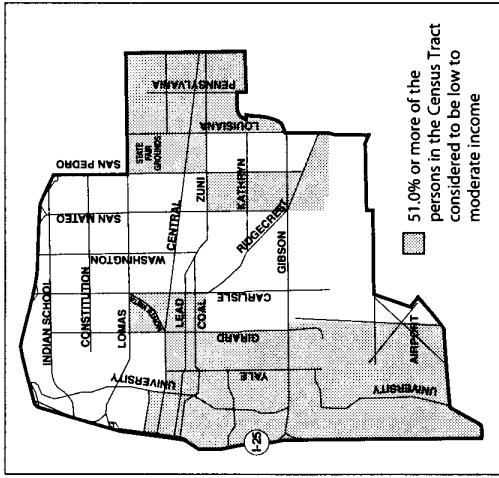 INDIAN SCHOOL
CONSTITUTION
LOMAS
UNIVERSITY
SAN MATEO
SAN PEDRO
WASHINGTON
STATE
FAIR
GROUNDS
PENNSYLVANIA
LOUISIANA
CENTRAL
ZUNI
KATHRYN
RIDGECREST
LEAD
COAL
CARLISLE
GIRARD
YALE
GIBSON
I-25
UNIVERSITY
AIRPORT
51.0% or more of the
persons in the Census Tract
considered to be low to
moderate income